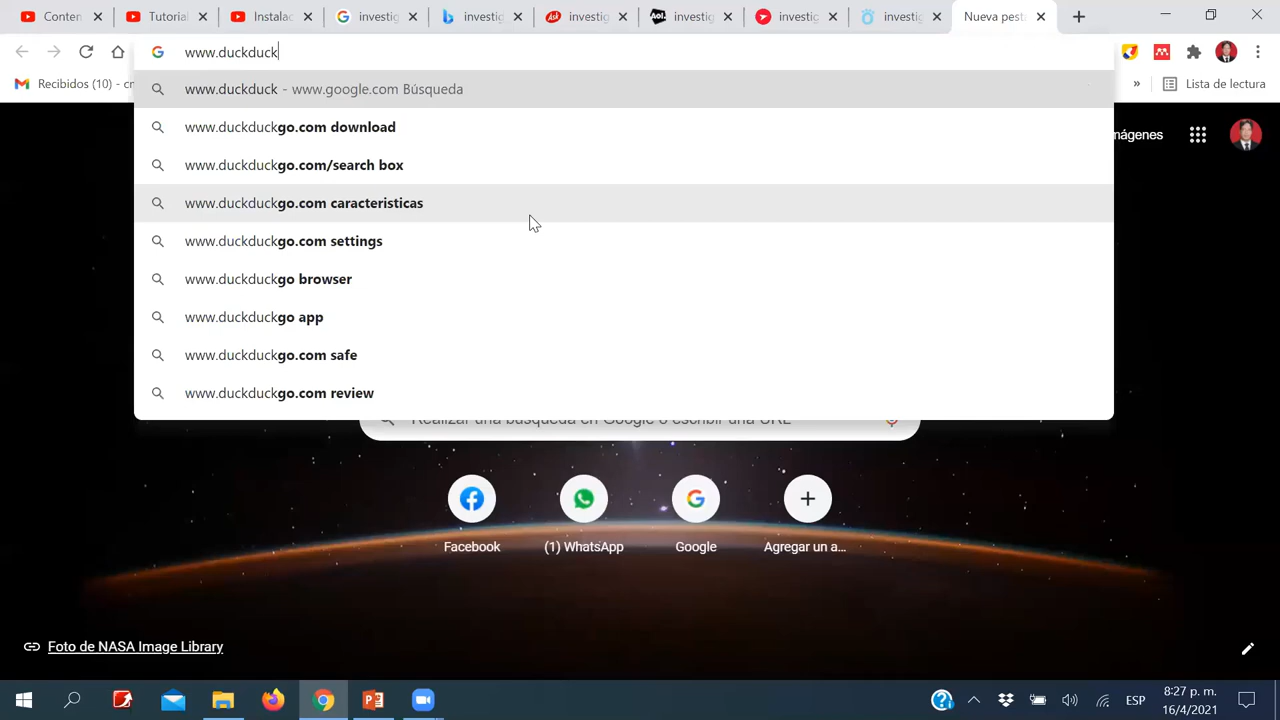 Conten
Tutorial
Instalac
investig
investig
investig
investig
investig
investig
Nueva pest
www.duckduck
Recibidos (10) - cn
»
Lista de lectura
www.duckduck - www.google.com Búsqueda
www.duckduckgo.com download
www.duckduckgo.com/search box
www.duckduckgo.com caracteristicas
www.duckduckgo.com settings
www.duckduckgo browser
www.duckduckgo app
www.duckduckgo.com safe
www.duckduckgo.com review
mágenes
Realizar una búsqueda en Google o escribir una URL
Facebook
(1) WhatsApp
Google
Agregar un a...
Foto de NASA Image Library
ESP
8:27 p. m.
16/4/2021